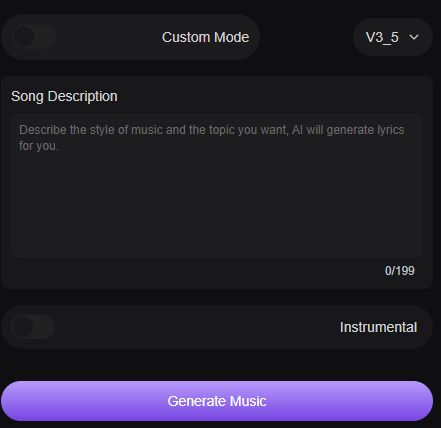 Custom Mode
V3_5
Song Description
Describe the style of music and the topic you want, AI will generate lyrics
for you.
0/199
Instrumental
Generate Music